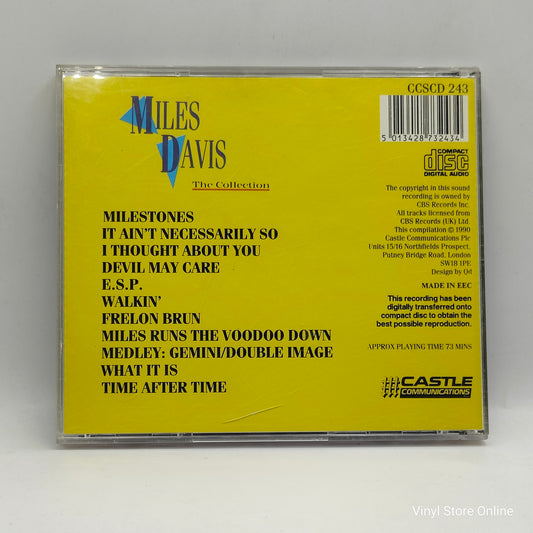 CCSCD 243
5 013428 732434
MILES
DAVIS
The Collection
COMPACT
disc
DIGITAL AUDIO
MILESTONES
IT AIN'T NECESSARILY SO
I THOUGHT ABOUT YOU
DEVIL MAY CARE
E.S.P.
WALKIN'
FRELON BRUN
MILES RUNS THE VOODOO DOWN
MEDLEY: GEMINI/DOUBLE IMAGE
WHAT IT IS
TIME AFTER TIME
The copyright in this sound
recording is owned by
CBS Records Inc.
All tracks licensed from
CBS Records (UK) Ltd.
This compilation © 1990
Castle Communications Plc
Units 15/16 Northfields Prospect,
Putney Bridge Road, London
SW18 1PE
Design by Qd
MADE IN EEC
This recording has been
digitally transferred onto
compact disc to obtain the
best possible reproduction.
APPROX PLAYING TIME 73 MINS
CASTLE
COMMUNICATIONS
Vinyl Store Online